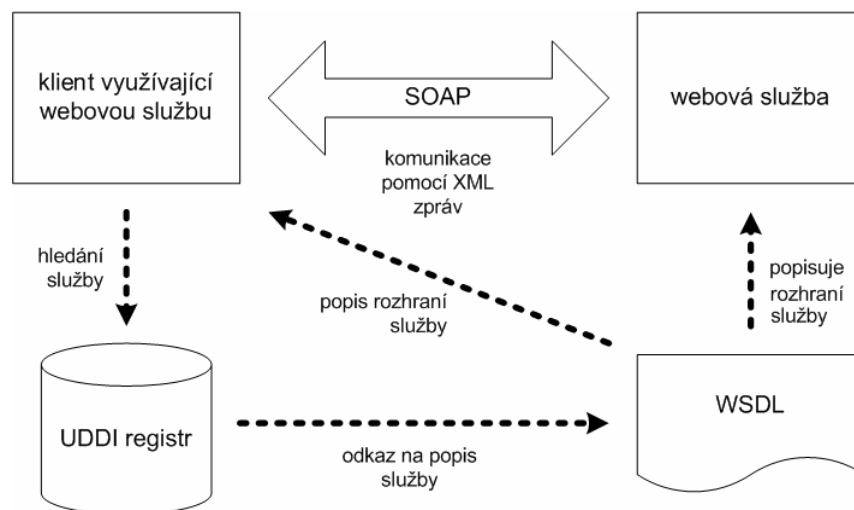 klient využívající
webovou službu
SOAP
webová služba
komunikace
pomocí XML
zpráv
hledání
služby
popis rozhraní
služby
popisuje
rozhraní
služby
UDDI registr
WSDL
odkaz na popis
služby